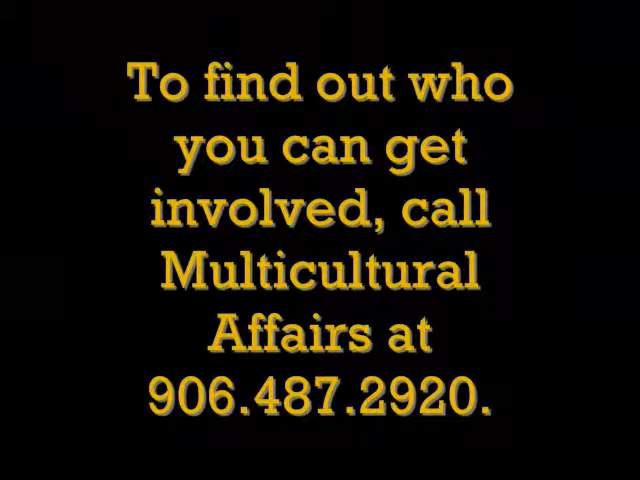 To find out who
you can get
involved, call
Multicultural
Affairs at
906.487.2920.